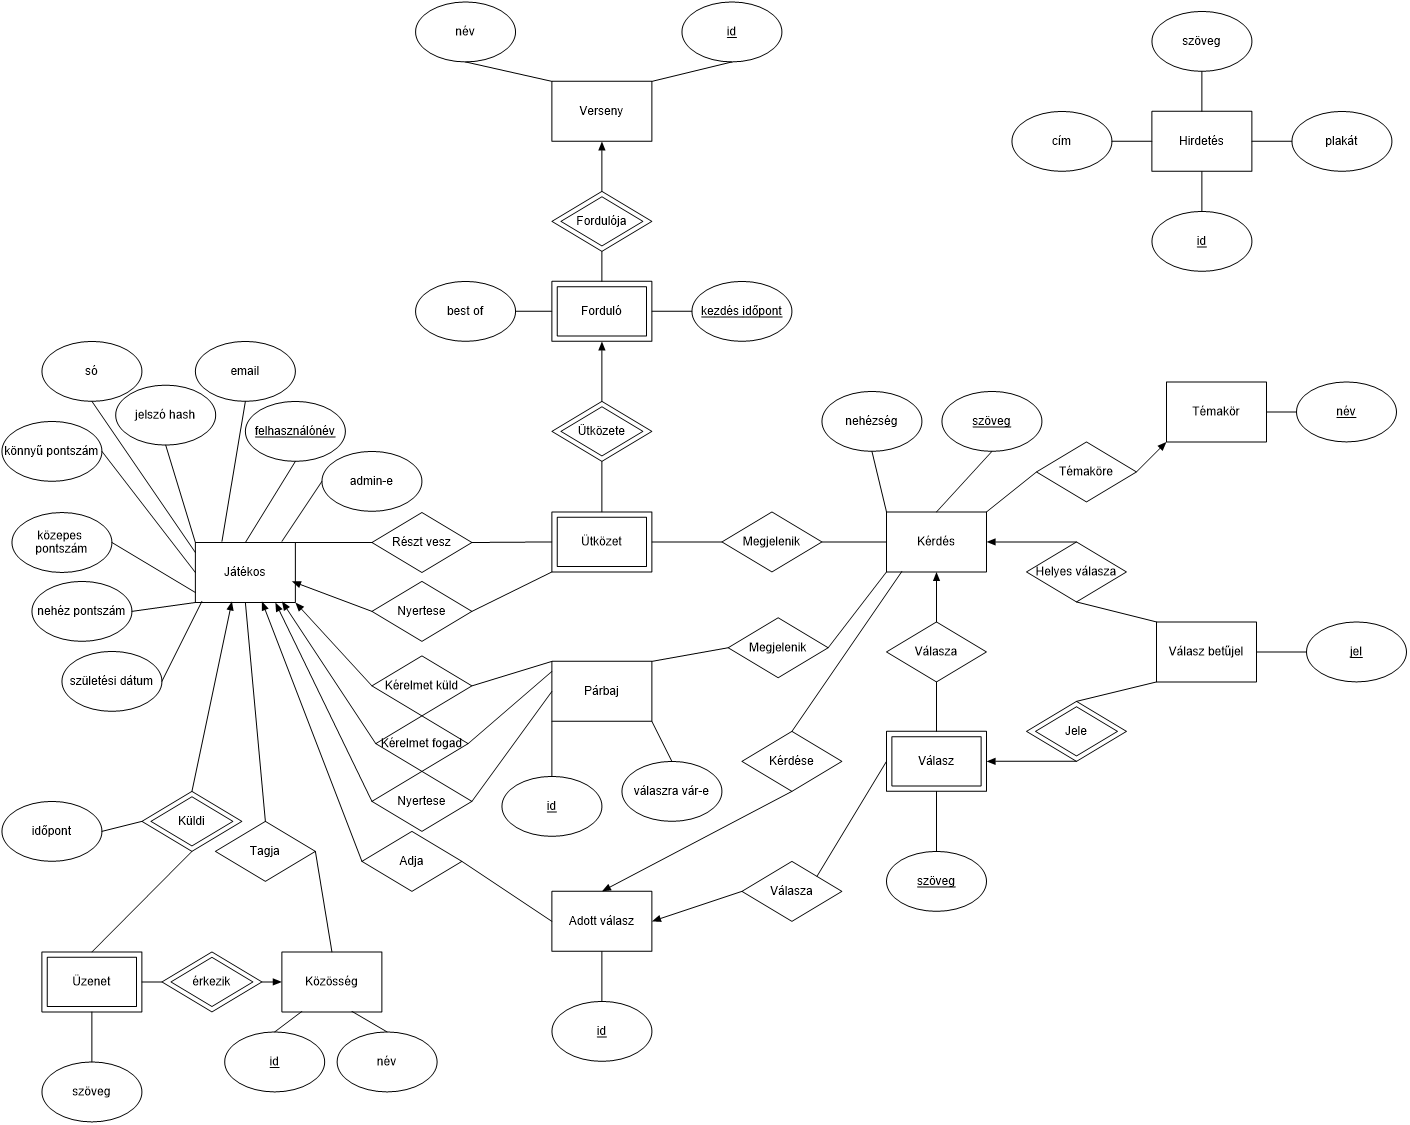 név
id
szöveg
Verseny
cím
Hirdetés
plakát
Fordulója
id
best of
Forduló
kezdés időpont
só
email
jelszó hash
felhasználónév
könnyű pontszám
admin-e
Ütközete
nehézség
szöveg
Témakör
név
Témaköre
közepes
pontszám
Részt vesz
Ütközet
Megjelenik
Kérdés
Játékos
Helyes válasza
nehéz pontszám
Nyertese
Megjelenik
Válasza
Válasz betűjel
jel
születési dátum
Kérelmet küld
Párbaj
Kérelmet fogad
Jele
Kérdése
Válasz
Nyertese
id
válaszra vár-e
időpont
Küldi
Tagja
Adja
Válasza
szöveg
Adott válasz
Üzenet
érkezik
Közösség
id
id
név
szöveg